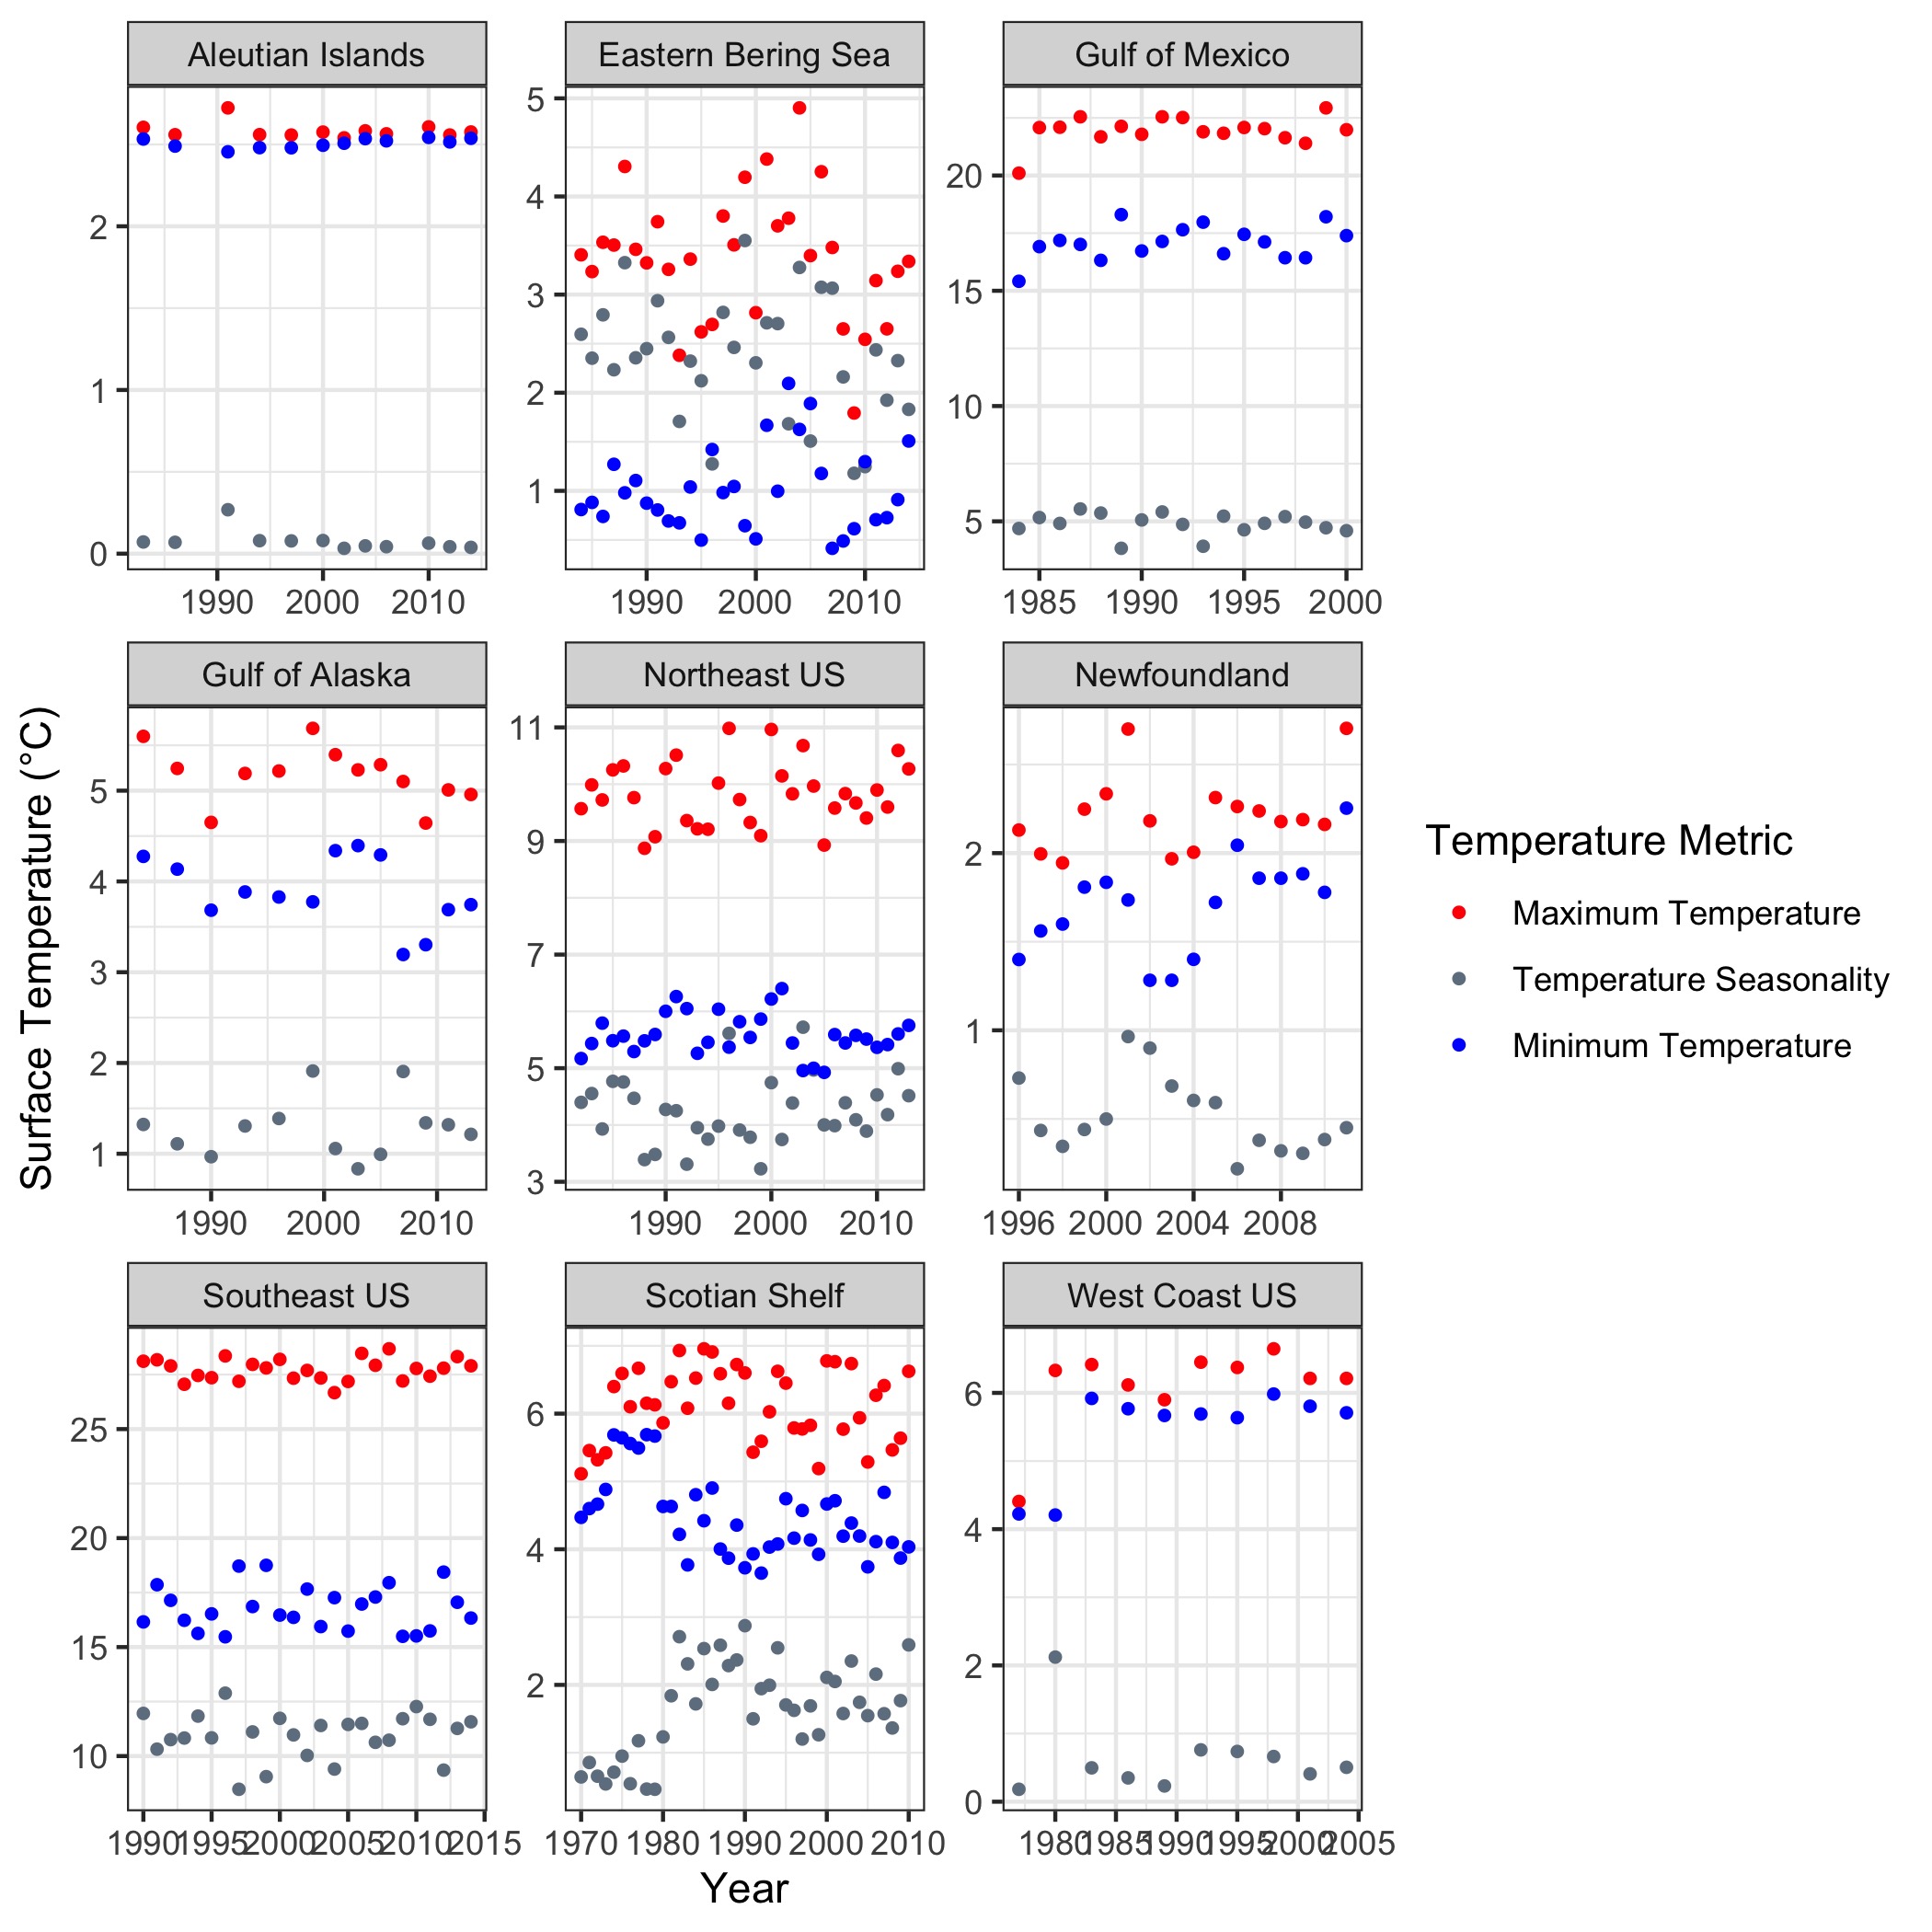 Aleutian Islands
Eastern Bering Sea
Gulf of Mexico
2
1
0
1990 2000 2010
5
4
3
2
1
1990 2000 2010
20
15
10
5
1985 1990 1995 2000
Gulf of Alaska
Northeast US
Newfoundland
5
4
3
2
1
1990 2000 2010
11
9
7
5
3
1990 2000 2010
2
1
1996 2000 2004 2008
Southeast US
Scotian Shelf
West Coast US
25
20
15
10
1990 1995 2000 2005 2010 2015
6
4
2
1970 1980 1990 2000 2010
6
4
2
0
1980 1985 1990 1995 2000 2005
Surface Temperature (°C)
Year
Temperature Metric
Maximum Temperature
Temperature Seasonality
Minimum Temperature